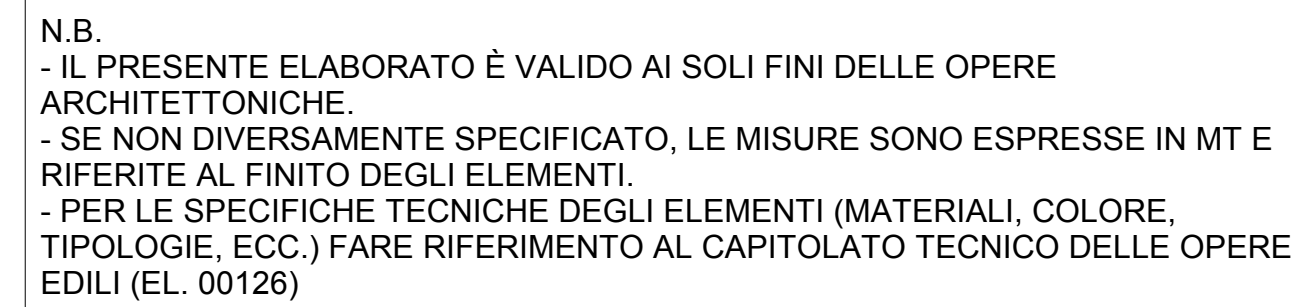 N.B.
- IL PRESENTE ELABORATO È VALIDO AI SOLI FINI DELLE OPERE
ARCHITETTONICHE.
- SE NON DIVERSAMENTE SPECIFICATO, LE MISURE SONO ESPRESSE IN MT E
RIFERITE AL FINITO DEGLI ELEMENTI.
- PER LE SPECIFICHE TECNICHE DEGLI ELEMENTI (MATERIALI, COLORE,
TIPOLOGIE, ECC.) FARE RIFERIMENTO AL CAPITOLATO TECNICO DELLE OPERE
EDILI (EL. 00126)